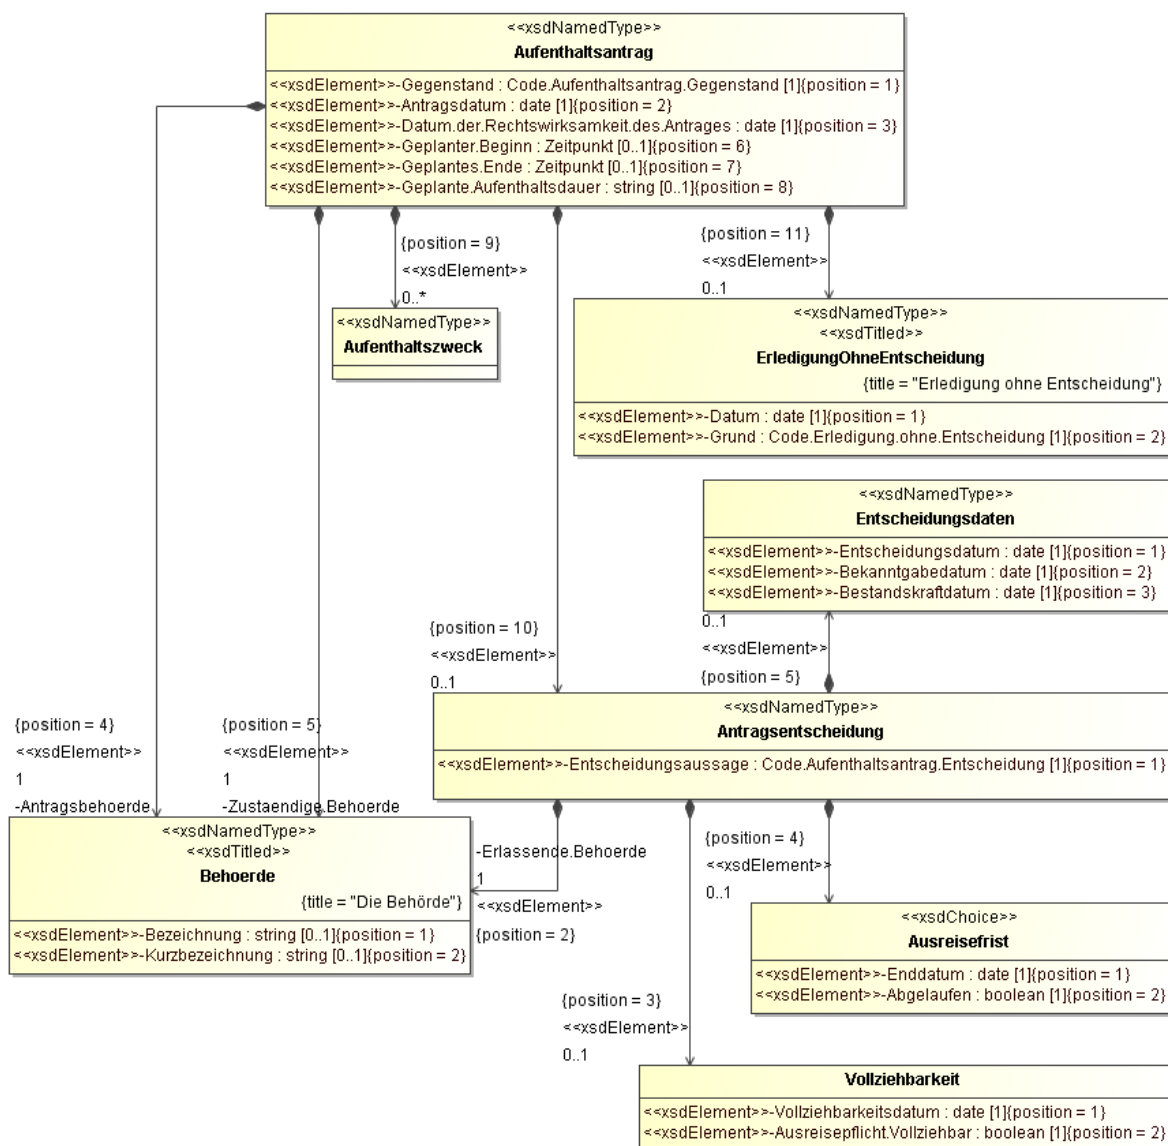 <<xsdNamedType>>
Aufenthaltsantrag
<<xsdElement>>-Gegenstand : Code.Aufenthaltsantrag.Gegenstand [1]{position = 1}
<<xsdElement>>-Antragsdatum : date [1]{position = 2}
<<xsdElement>>-Datum.der.Rechtswirksamkeit.des.Antrages : date [1]{position = 3}
<<xsdElement>>-Geplanter.Beginn : Zeitpunkt [0..1]{position = 6}
<<xsdElement>>-Geplantes.Ende : Zeitpunkt [0..1]{position = 7}
<<xsdElement>>-Geplante.Aufenthaltsdauer : string [0..1]{position = 8}
{position = 9}
<<xsdElement>>
0..*
<<xsdNamedType>>
Aufenthaltszweck
{position = 11}
<<xsdElement>>
0..1
<<xsdNamedType>>
<<xsdTitled>>
ErledigungOhneEntscheidung
{title = "Erledigung ohne Entscheidung"}
<<xsdElement>>-Datum : date [1]{position = 1}
<<xsdElement>>-Grund : Code.Erledigung.ohne.Entscheidung [1]{position = 2}
<<xsdNamedType>>
Entscheidungsdaten
<<xsdElement>>-Entscheidungsdatum : date [1]{position = 1}
<<xsdElement>>-Bekanntgabedatum : date [1]{position = 2}
<<xsdElement>>-Bestandskraftdatum : date [1]{position = 3}
0..1
<<xsdElement>>
{position = 5}
{position = 10}
<<xsdElement>>
0..1
<<xsdNamedType>>
Antragsentscheidung
<<xsdElement>>-Entscheidungsaussage : Code.Aufenthaltsantrag.Entscheidung [1]{position = 1}
{position = 4}
<<xsdElement>>
1
-Antragsbehoerde
{position = 5}
<<xsdElement>>
1
-Zustaendige.Behoerde
<<xsdNamedType>>
<<xsdTitled>>
Behoerde
{title = "Die Behörde"}
<<xsdElement>>-Bezeichnung : string [0..1]{position = 1}
<<xsdElement>>-Kurzbezeichnung : string [0..1]{position = 2}
-Erlassende.Behoerde
1
<<xsdElement>>
{position = 2}
{position = 4}
<<xsdElement>>
0..1
<<xsdChoice>>
Ausreisefrist
<<xsdElement>>-Enddatum : date [1]{position = 1}
<<xsdElement>>-Abgelaufen : boolean [1]{position = 2}
{position = 3}
<<xsdElement>>
0..1
Vollziehbarkeit
<<xsdElement>>-Vollziehbarkeitsdatum : date [1]{position = 1}
<<xsdElement>>-Ausreisepflicht.Vollziehbar : boolean [1]{position = 2}